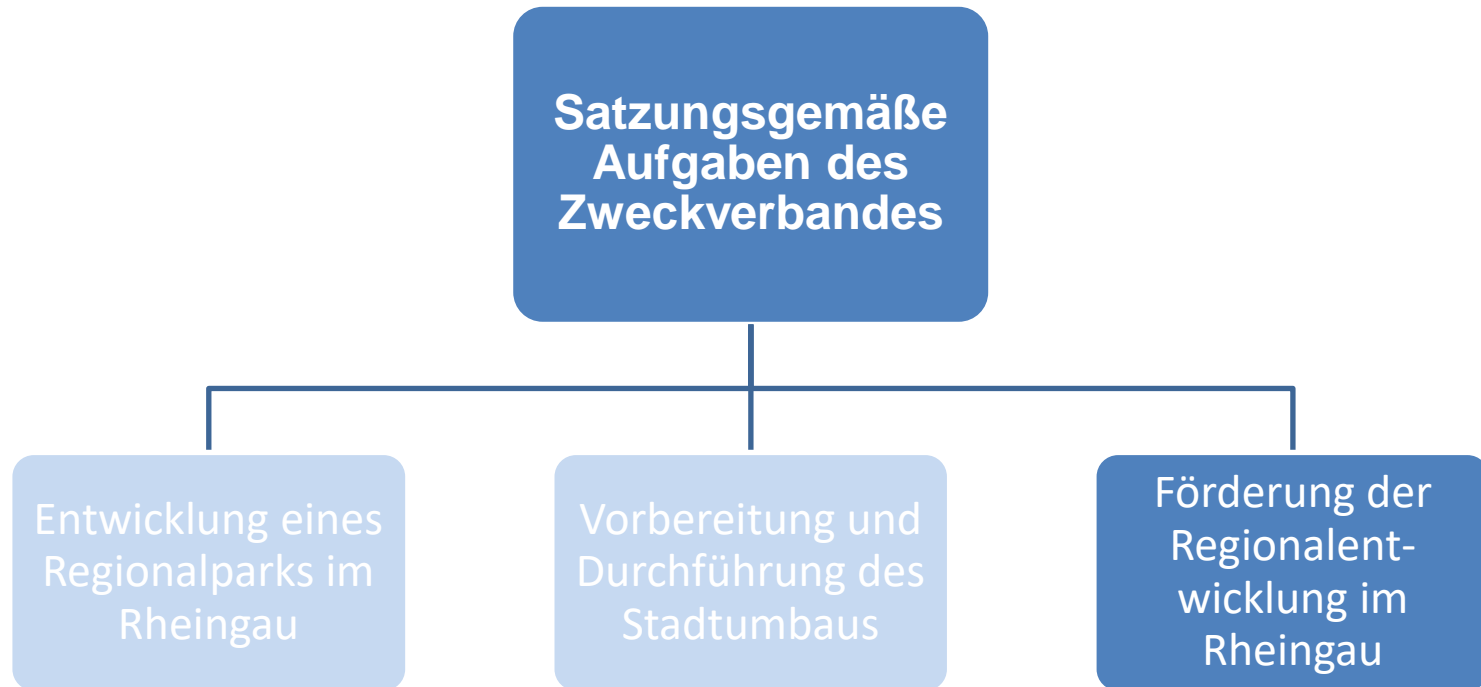 Satzungsgemäße
Aufgaben des
Zweckverbandes
Entwicklung eines
Regionalparks im
Rheingau
Vorbereitung und
Durchführung des
Stadtumbaus
Förderung der
Regionalent-
wicklung im
Rheingau